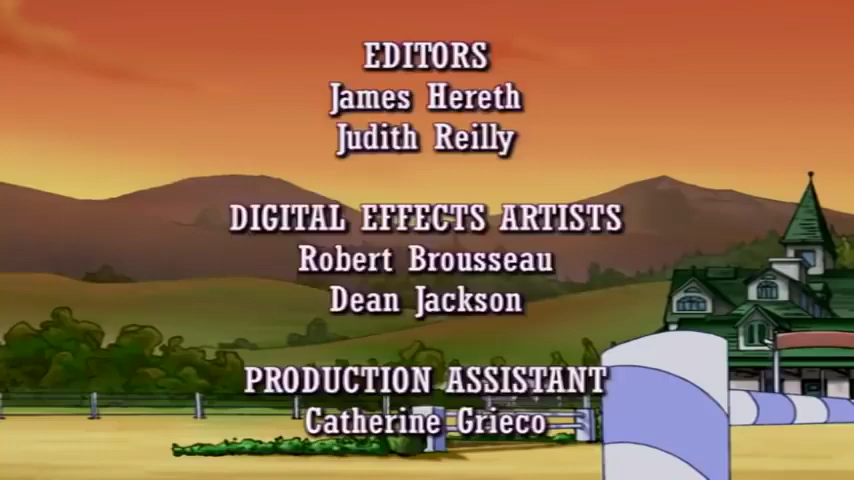 EDITORS
James Hereth
Judith Reilly
DIGITAL EFFECTS ARTISTS
Robert Brousseau
Dean Jackson
PRODUCTION ASSISTANT
Catherine Grieco